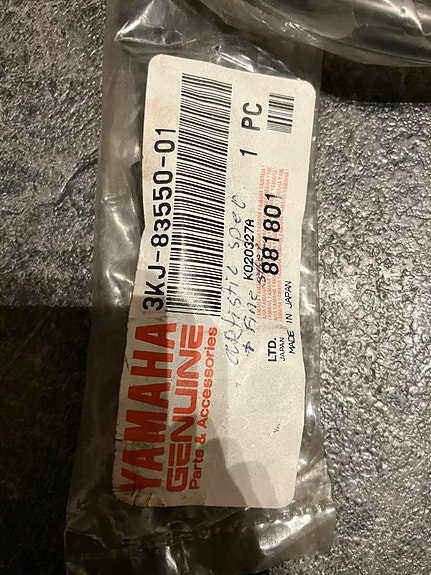 YAMAHA
GENUINE
Parts & Accessories
3KJ-83550-01
K020327A
1 PC
881801
LTD.
JAPAN
MADE IN JAPAN